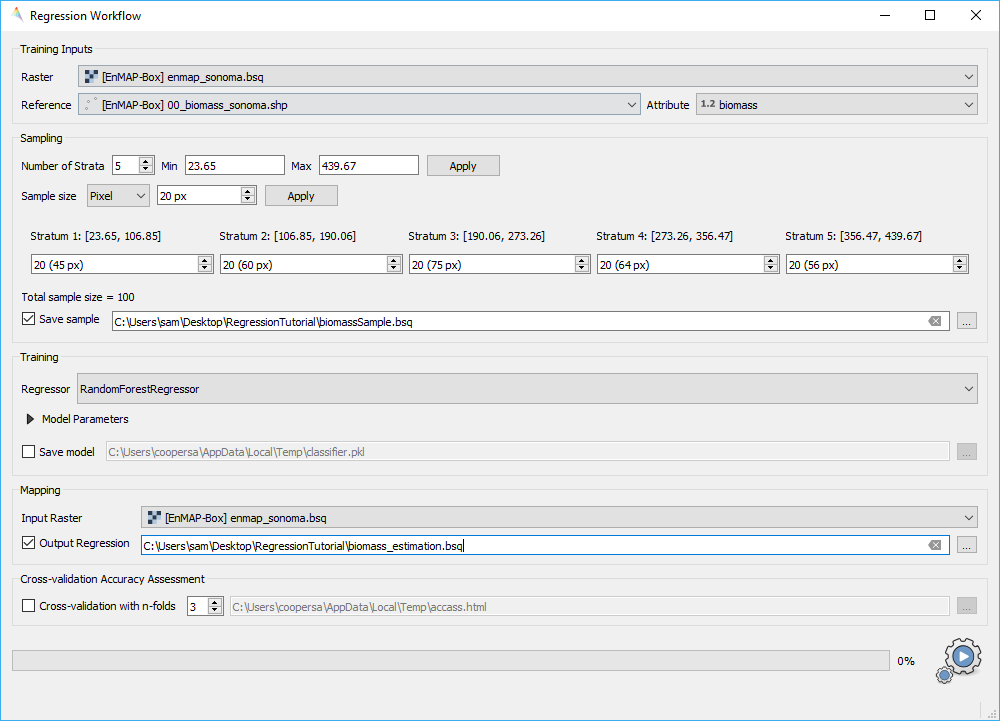 Regression Workflow
Training Inputs
Raster [EnMAP-Box] enmap_sonoma.bsq
Reference [EnMAP-Box] 00_biomass_sonoma.shp Attribute 1.2 biomass
Sampling
Number of Strata 5 Min 23.65 Max 439.67 Apply
Sample size Pixel 20 px Apply
Stratum 1: [23.65, 106.85] Stratum 2: [106.85, 190.06] Stratum 3: [190.06, 273.26] Stratum 4: [273.26, 356.47] Stratum 5: [356.47, 439.67]
20 (45 px) 20 (60 px) 20 (75 px) 20 (64 px) 20 (56 px)
Total sample size = 100
Save sample C:\Users\sam\Desktop\RegressionTutorial\biomassSample.bsq ...
Training
Regressor RandomForestRegressor
Model Parameters
Save model C:\Users\coopersa\AppData\Local\Temp\classifier.pkl ...
Mapping
Input Raster [EnMAP-Box] enmap_sonoma.bsq
Output Regression C:\Users\sam\Desktop\RegressionTutorial\biomass_estimation.bsq ...
Cross-validation Accuracy Assessment
Cross-validation with n-folds 3 C:\Users\coopersa\AppData\Local\Temp\accass.html ...
0%